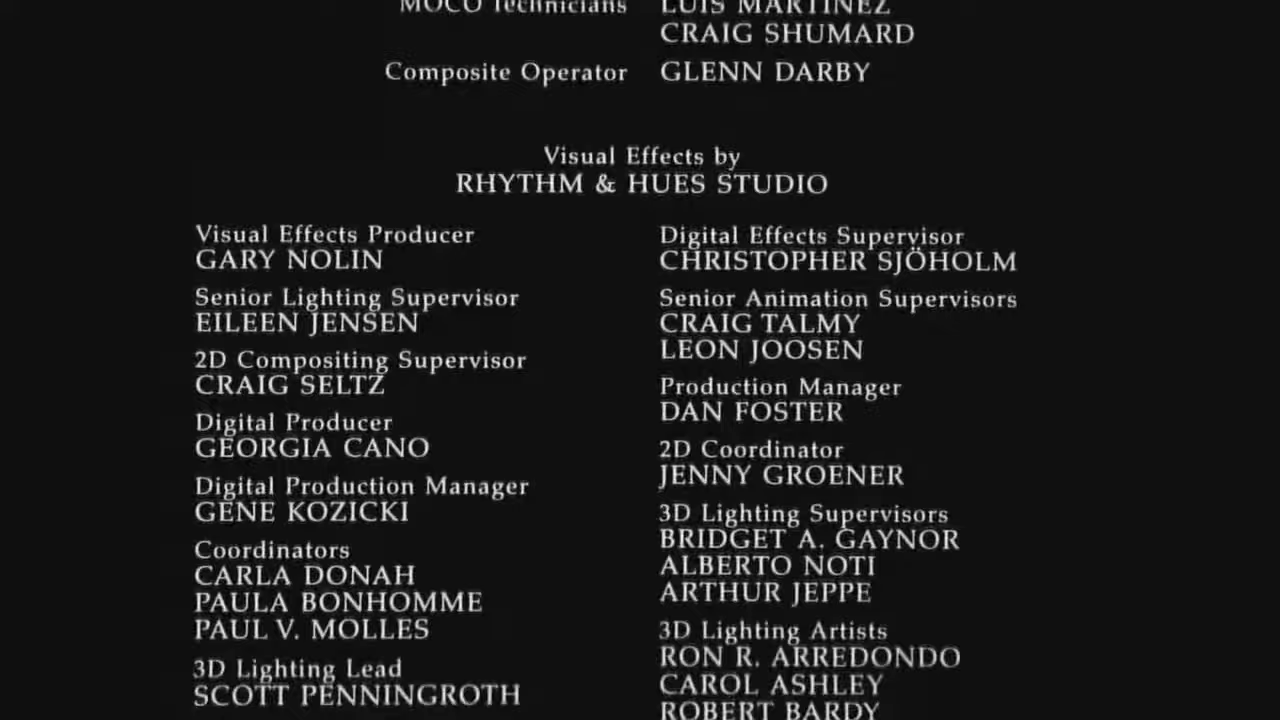 MOCO Technicians LUIS MARTINEZ
CRAIG SHUMARD
Composite Operator GLENN DARBY
Visual Effects by
RHYTHM & HUES STUDIO
Visual Effects Producer
GARY NOLIN
Senior Lighting Supervisor
EILEEN JENSEN
2D Compositing Supervisor
CRAIG SELTZ
Digital Producer
GEORGIA CANO
Digital Production Manager
GENE KOZICKI
Coordinators
CARLA DONAH
PAULA BONHOMME
PAUL V. MOLLES
3D Lighting Lead
SCOTT PENNINGROTH
Digital Effects Supervisor
CHRISTOPHER SJÖHOLM
Senior Animation Supervisors
CRAIG TALMY
LEON JOOSEN
Production Manager
DAN FOSTER
2D Coordinator
JENNY GROENER
3D Lighting Supervisors
BRIDGET A. GAYNOR
ALBERTO NOTI
ARTHUR JEPPE
3D Lighting Artists
RON R. ARREDONDO
CAROL ASHLEY
ROBERT BARDY